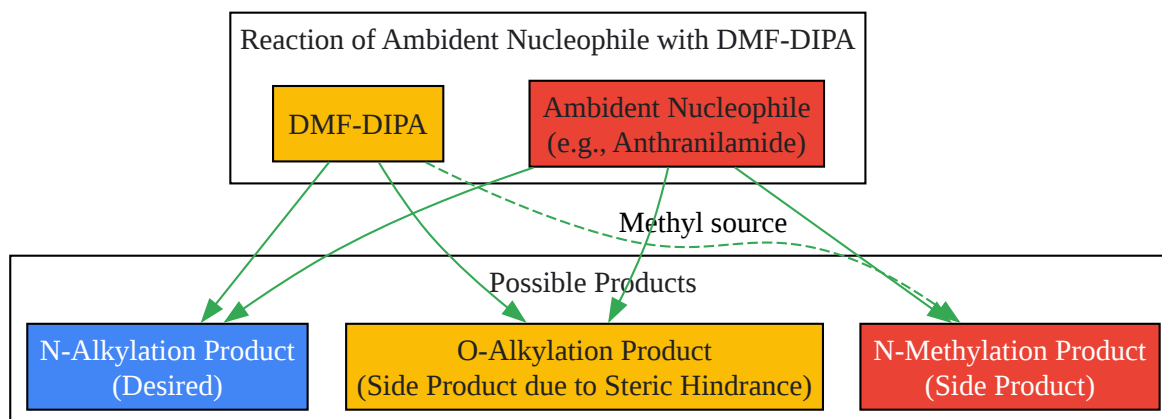 Reaction of Ambident Nucleophile with DMF-DIPA
DMF-DIPA
Ambident Nucleophile
(e.g., Anthranilamide)
Methyl source
Possible Products
N-Alkylation Product
(Desired)
O-Alkylation Product
(Side Product due to Steric Hindrance)
N-Methylation Product
(Side Product)